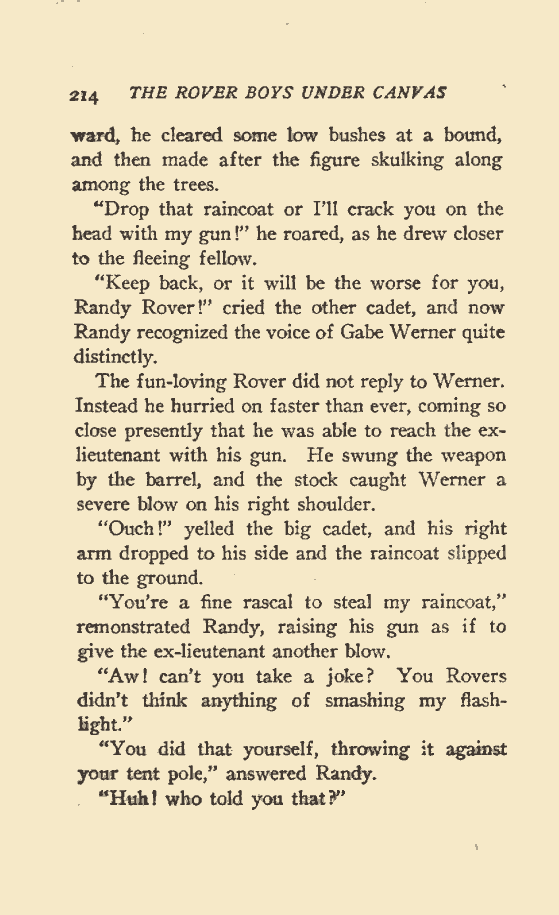 214 THE ROVER BOYS UNDER CANVAS
ward, he cleared some low bushes at a bound,
and then made after the figure skulking along
among the trees.
“Drop that raincoat or I’ll crack you on the
head with my gun!” he roared, as he drew closer
to the fleeing fellow.
“Keep back, or it will be the worse for you,
Randy Rover!” cried the other cadet, and now
Randy recognized the voice of Gabe Werner quite
distinctly.
The fun-loving Rover did not reply to Werner.
Instead he hurried on faster than ever, coming so
close presently that he was able to reach the ex-
lieutenant with his gun. He swung the weapon
by the barrel, and the stock caught Werner a
severe blow on his right shoulder.
“Ouch!” yelled the big cadet, and his right
arm dropped to his side and the raincoat slipped
to the ground.
“You're a fine rascal to steal my raincoat,”
remonstrated Randy, raising his gun as if to
give the ex-lieutenant another blow.
“Aw! can't you take a joke? You Rovers
didn't think anything of smashing my flash-
light.”
“You did that yourself, throwing it against
your tent pole,” answered Randy.
“Huh! who told you that?”